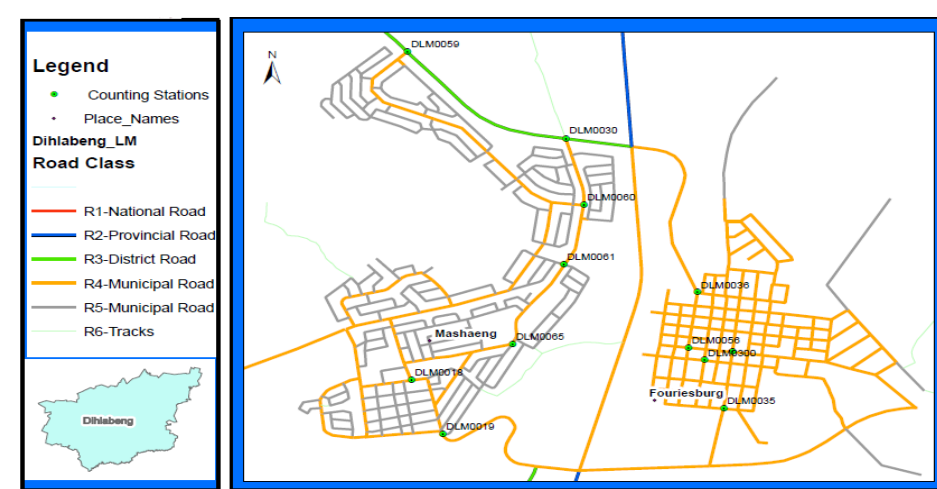 Legend
Counting Stations
Place_Names
Dihlabeng_LM
Road Class
R1-National Road
R2-Provincial Road
R3-District Road
R4-Municipal Road
R5-Municipal Road
R6-Tracks
Dihlabeng
N
DLM0059
DLM0030
DLM0060
DLM0061
DLM0036
Mashaeng
DLM0065
DLM0056
DLM0300
DLM0018
Fouriesburg
DLM0035
DLM0019